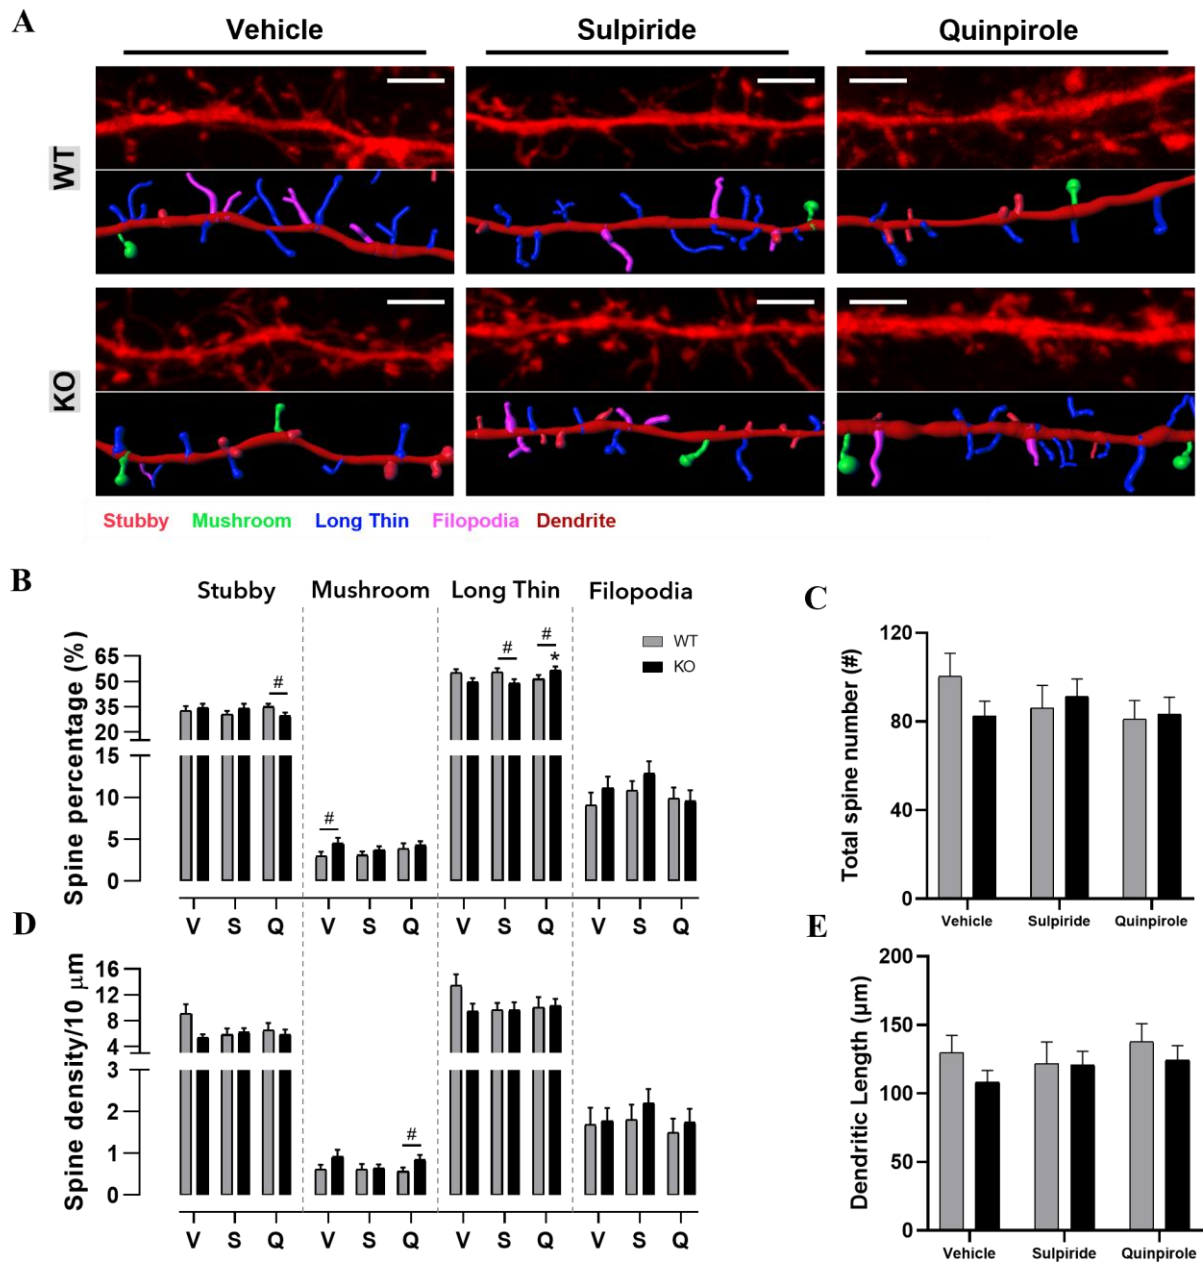 A
Vehicle Sulpiride Quinpirole
WT
KO
Stubby Mushroom Long Thin Filopodia Dendrite
B
Stubby Mushroom Long Thin Filopodia
Spine percentage (%)
65
50
35
20
15
10
5
0
# # # # *
WT
KO
V S Q V S Q V S Q V S Q
C
Total spine number (#)
120
80
40
0
Vehicle Sulpiride Quinpirole
D
Spine density/10 μm
16
12
8
4
3
2
1
0
#
V S Q V S Q V S Q V S Q
E
Dendritic Length (μm)
200
150
100
50
0
Vehicle Sulpiride Quinpirole